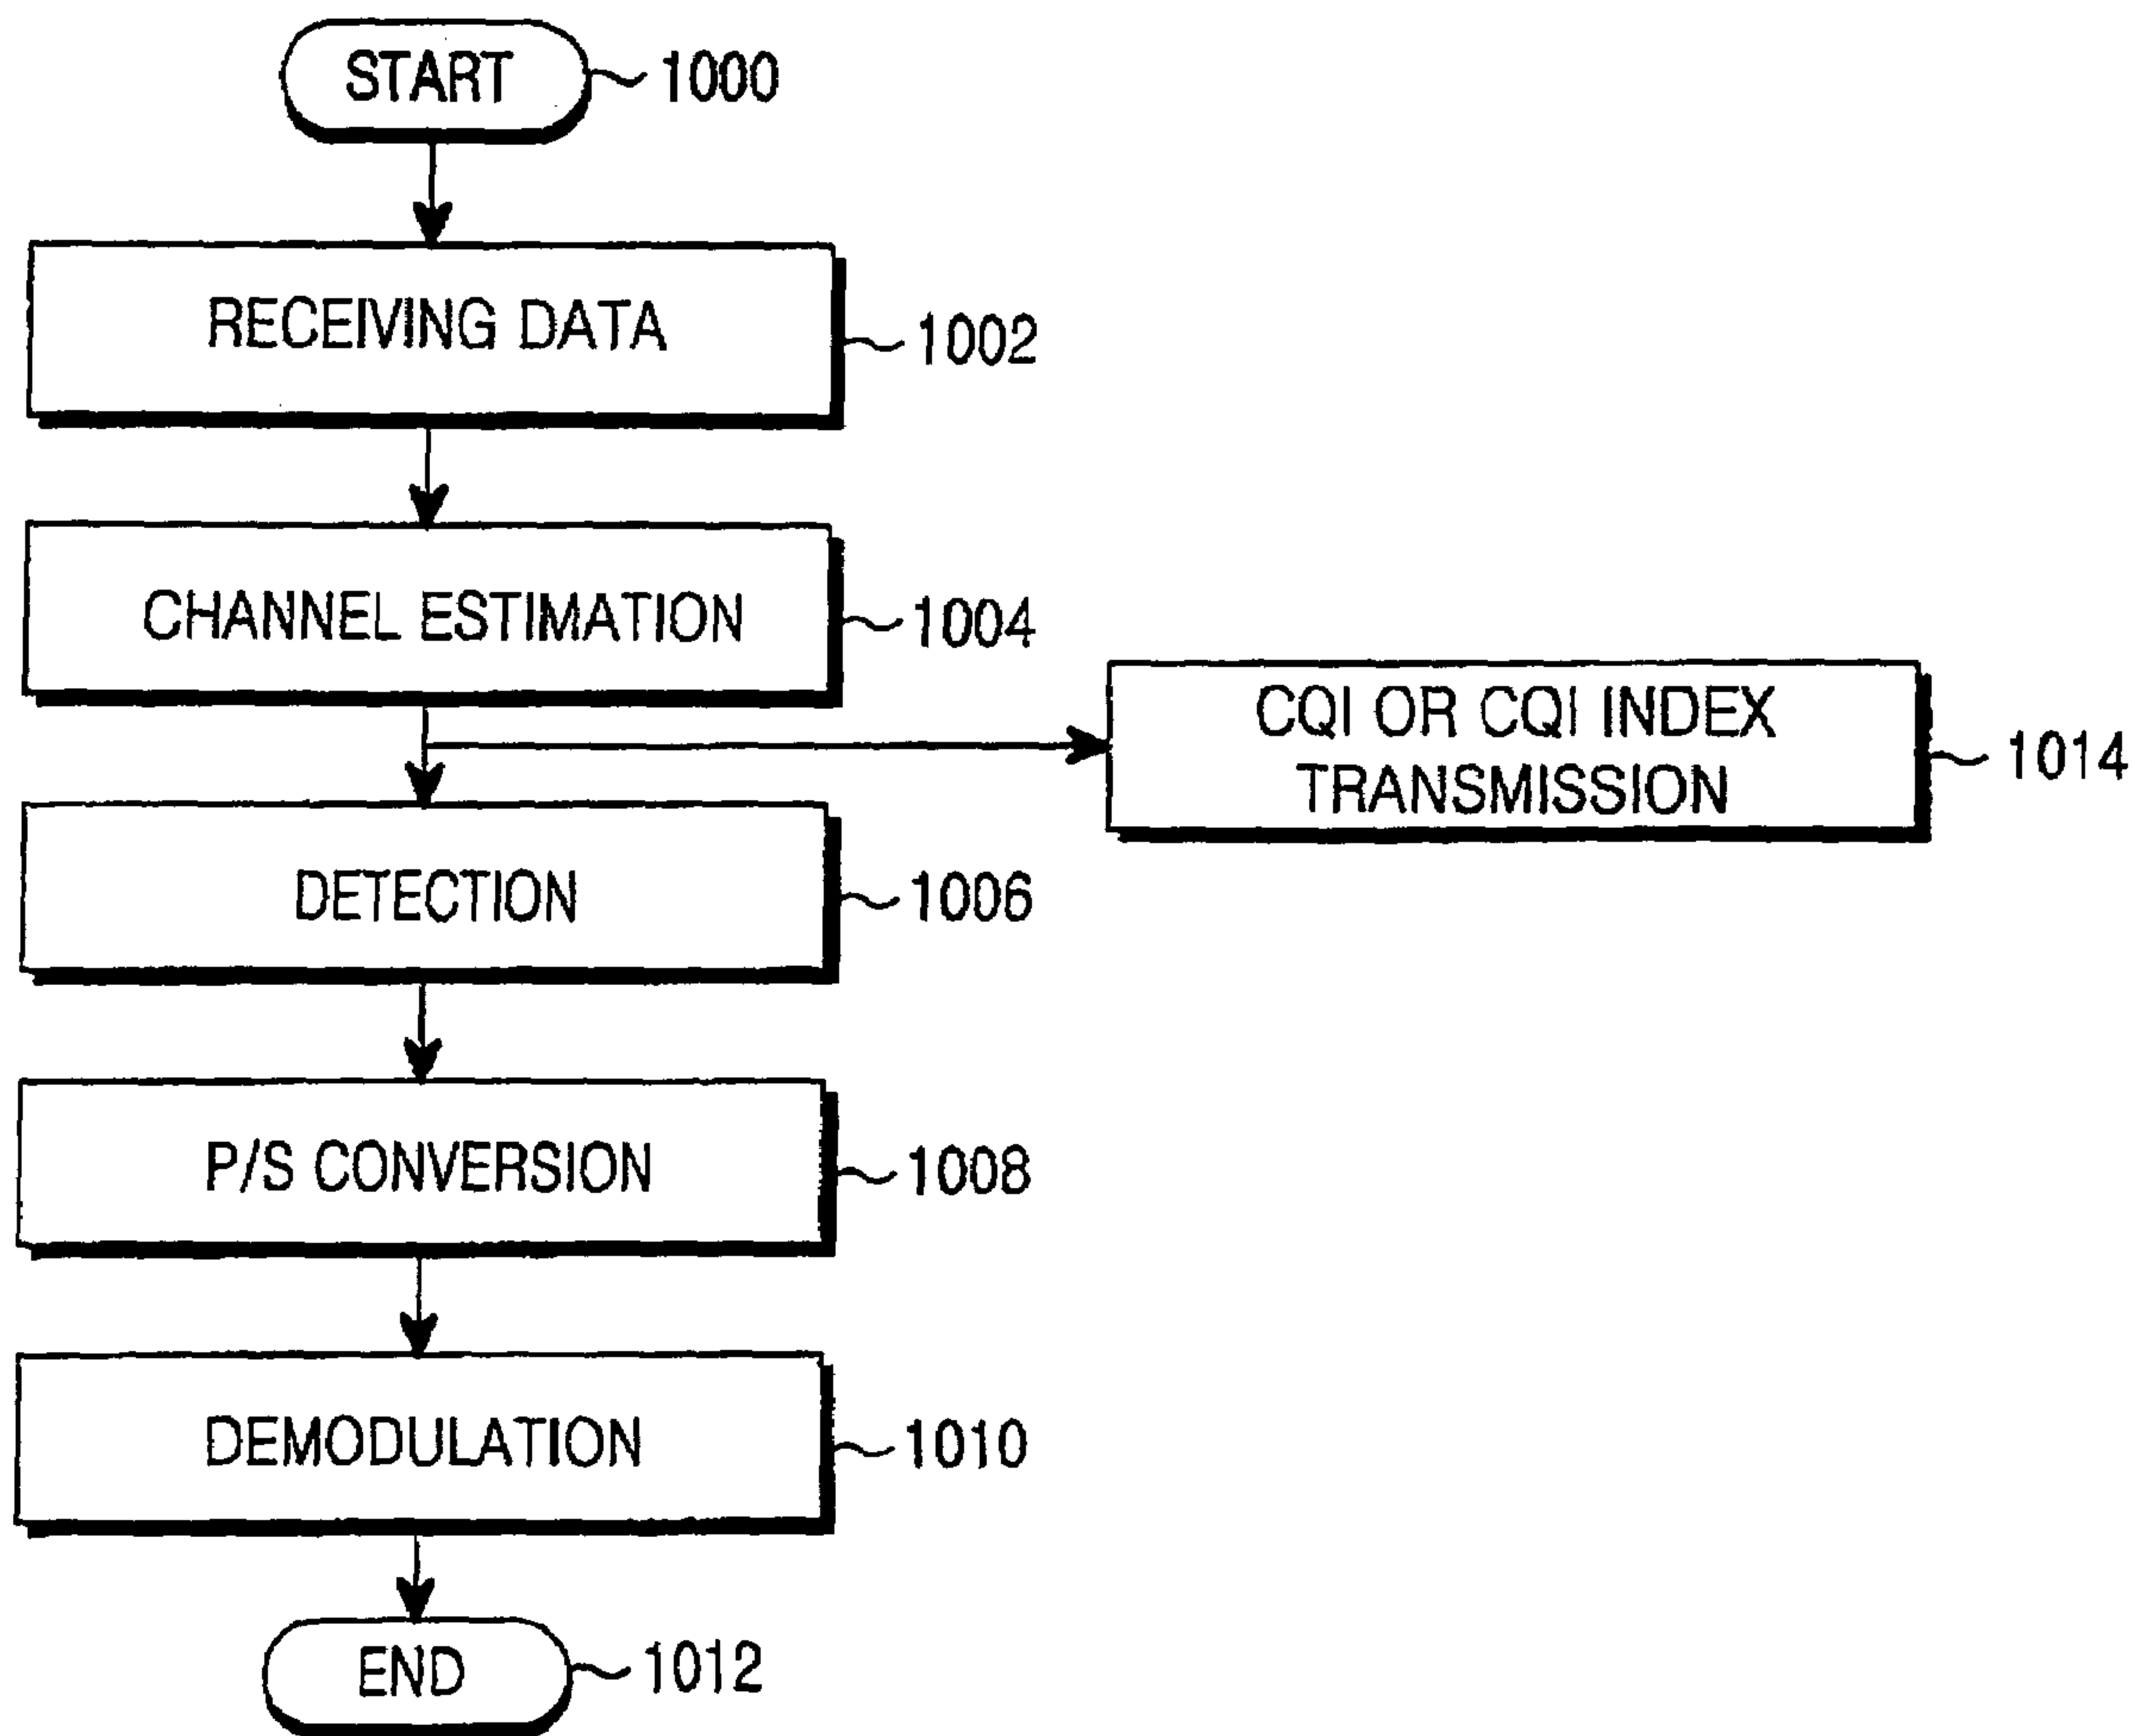 START
1000
RECEIVING DATA
1002
CHANNEL ESTIMATION
1004
CQI OR CQI INDEX
TRANSMISSION
1014
DETECTION
1006
P/S CONVERSION
1008
DEMODULATION
1010
END
1012